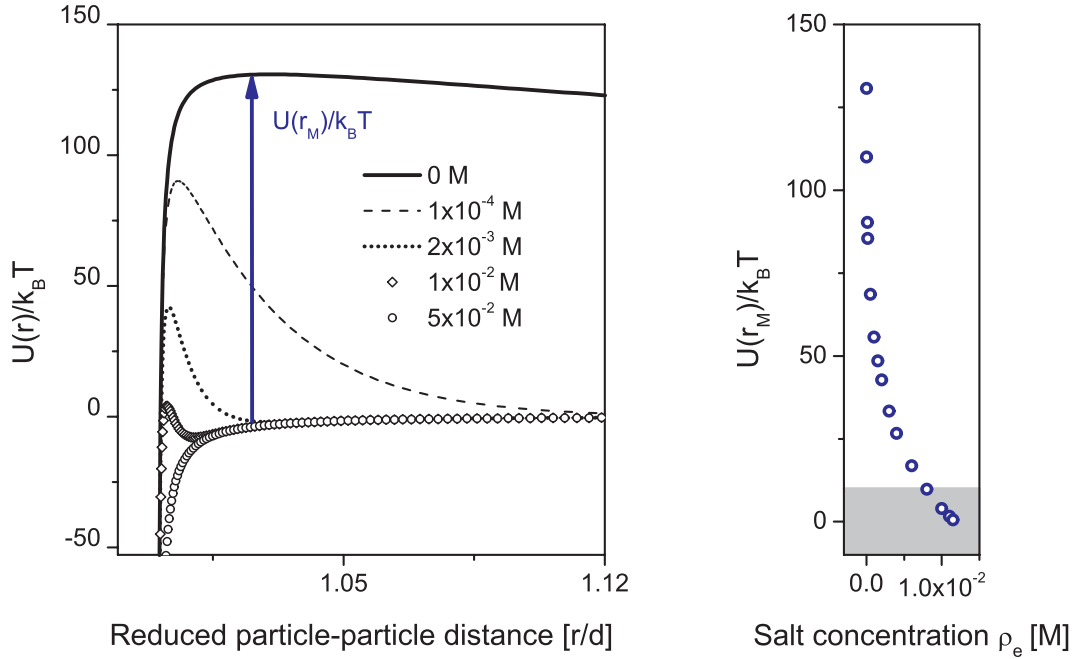 150
100
50
0
-50
U(r)/k_BT
U(r_M)/k_BT
0 M
1x10^-4 M
2x10^-3 M
1x10^-2 M
5x10^-2 M
1.05
1.12
Reduced particle-particle distance [r/d]
150
100
50
0
U(r_M)/k_BT
0.0
1.0x10^-2
Salt concentration ρ_e [M]